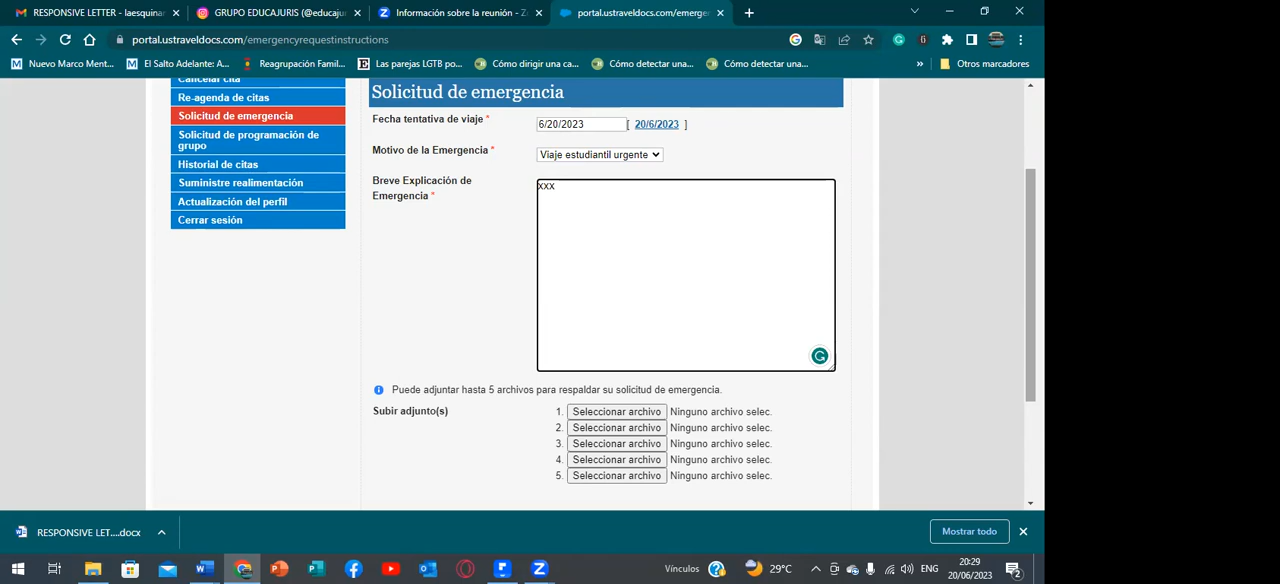 RESPONSIVE LETTER - laesquinar
GRUPO EDUCAJURIS (@educajur
Información sobre la reunión - Zo
portal.ustraveldocs.com/emergen
portal.ustraveldocs.com/emergencyrequestinstructions
Nuevo Marco Ment...
El Salto Adelante: A...
Reagrupación Famil...
Las parejas LGTB po...
Cómo dirigir una ca...
Cómo detectar una...
Cómo detectar una...
»
Otros marcadores
Cancelar cita
Re-agenda de citas
Solicitud de emergencia
Solicitud de programación de
grupo
Historial de citas
Suministre realimentación
Actualización del perfil
Cerrar sesión
Solicitud de emergencia
Fecha tentativa de viaje *
6/20/2023 [ 20/6/2023 ]
Motivo de la Emergencia *
Viaje estudiantil urgente
Breve Explicación de
Emergencia *
xxx
Puede adjuntar hasta 5 archivos para respaldar su solicitud de emergencia.
Subir adjunto(s)
1. Seleccionar archivo Ninguno archivo selec.
2. Seleccionar archivo Ninguno archivo selec.
3. Seleccionar archivo Ninguno archivo selec.
4. Seleccionar archivo Ninguno archivo selec.
5. Seleccionar archivo Ninguno archivo selec.
RESPONSIVE LET....docx
Mostrar todo
Vínculos
29°C
ENG
20:29
20/06/2023
2